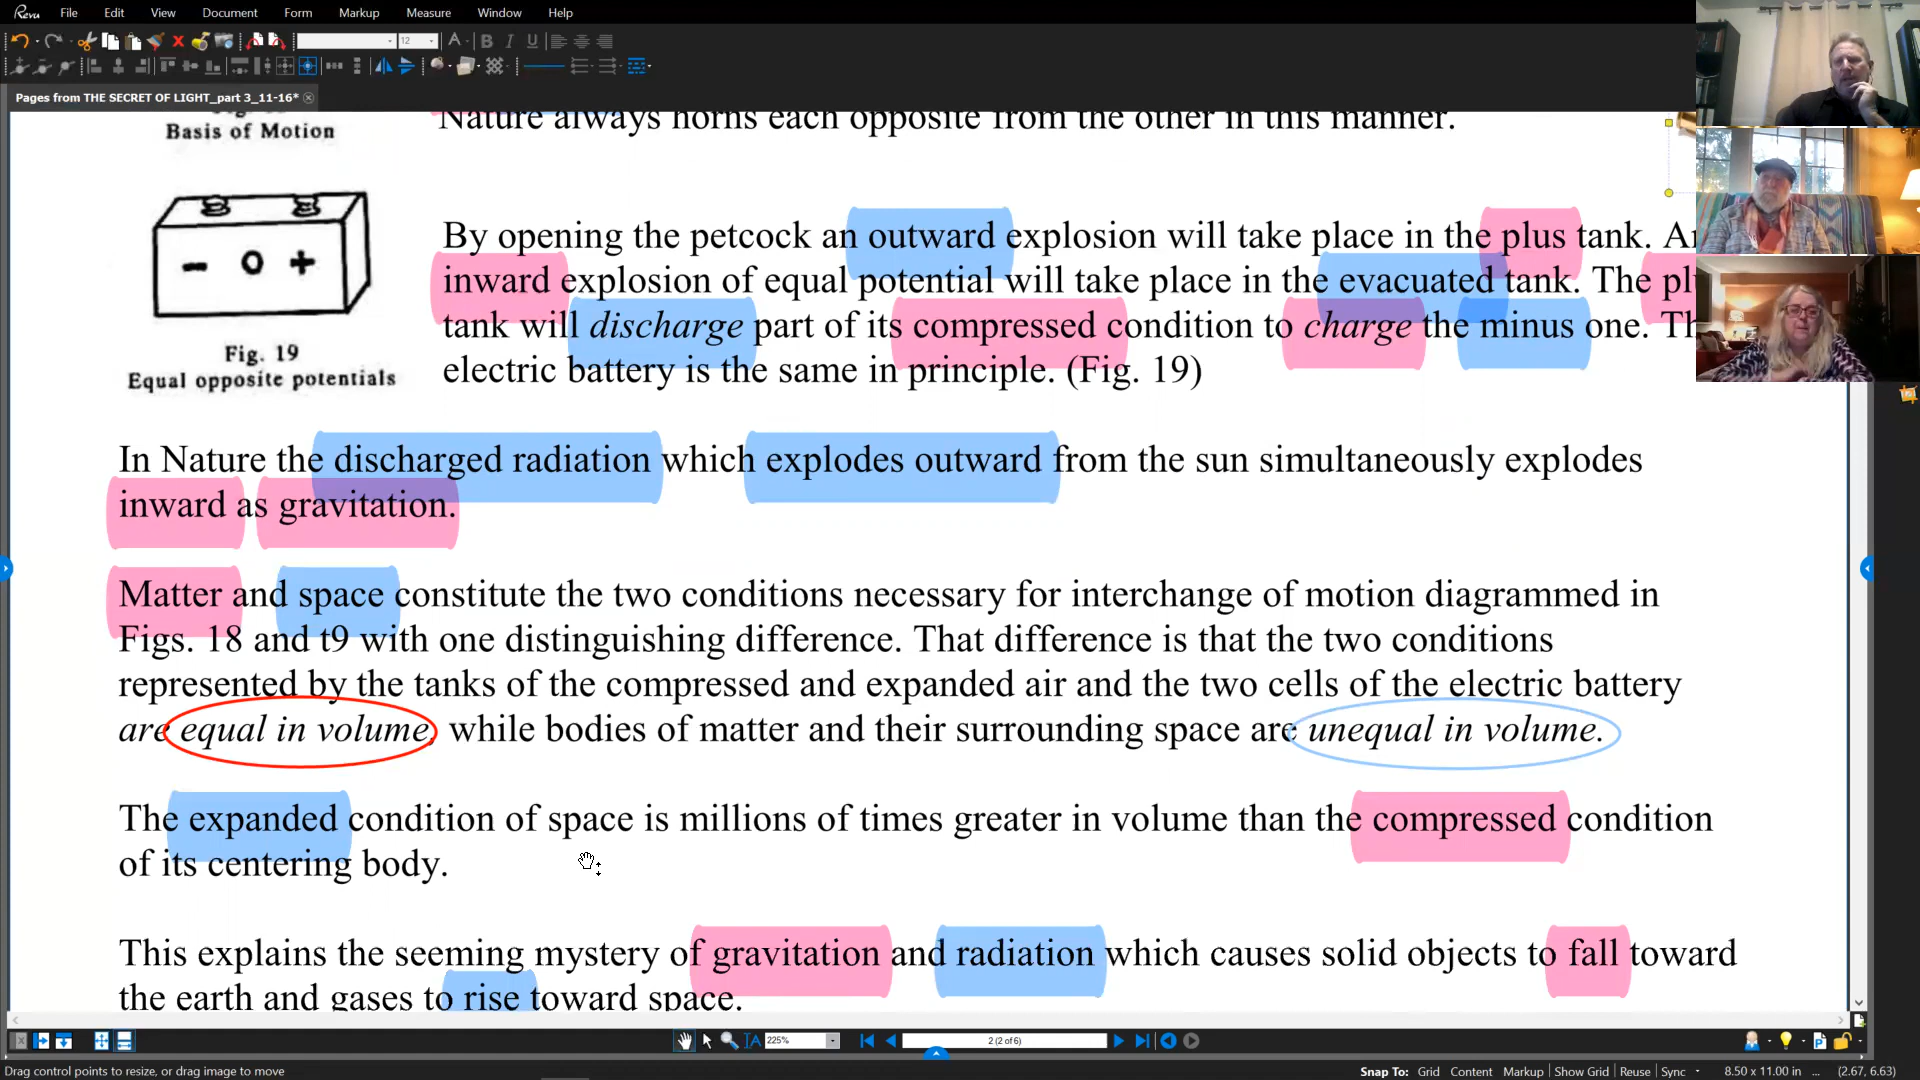 Revu File Edit View Document Form Markup Measure Window Help
12 A B I U
Pages from THE SECRET OF LIGHT_part 3_11-16*
Basis of Motion
Nature always horns each opposite from the other in this manner.
- O +
Fig. 19
Equal opposite potentials
By opening the petcock an outward explosion will take place in the plus tank. An
inward explosion of equal potential will take place in the evacuated tank. The
tank will discharge part of its compressed condition to charge the minus one.
electric battery is the same in principle. (Fig. 19)
In Nature the discharged radiation which explodes outward from the sun simultaneously explodes
inward as gravitation.
Matter and space constitute the two conditions necessary for interchange of motion diagrammed in
Figs. 18 and t9 with one distinguishing difference. That difference is that the two conditions
represented by the tanks of the compressed and expanded air and the two cells of the electric battery
are equal in volume, while bodies of matter and their surrounding space are unequal in volume.
The expanded condition of space is millions of times greater in volume than the compressed condition
of its centering body.
This explains the seeming mystery of gravitation and radiation which causes solid objects to fall toward
the earth and gases to rise toward space.
225% 2 (2 of 6)
Drag control points to resize, or drag image to move Snap To: Grid Content Markup Show Grid Reuse Sync 8.50 x 11.00 in ... (2.67, 6.63)